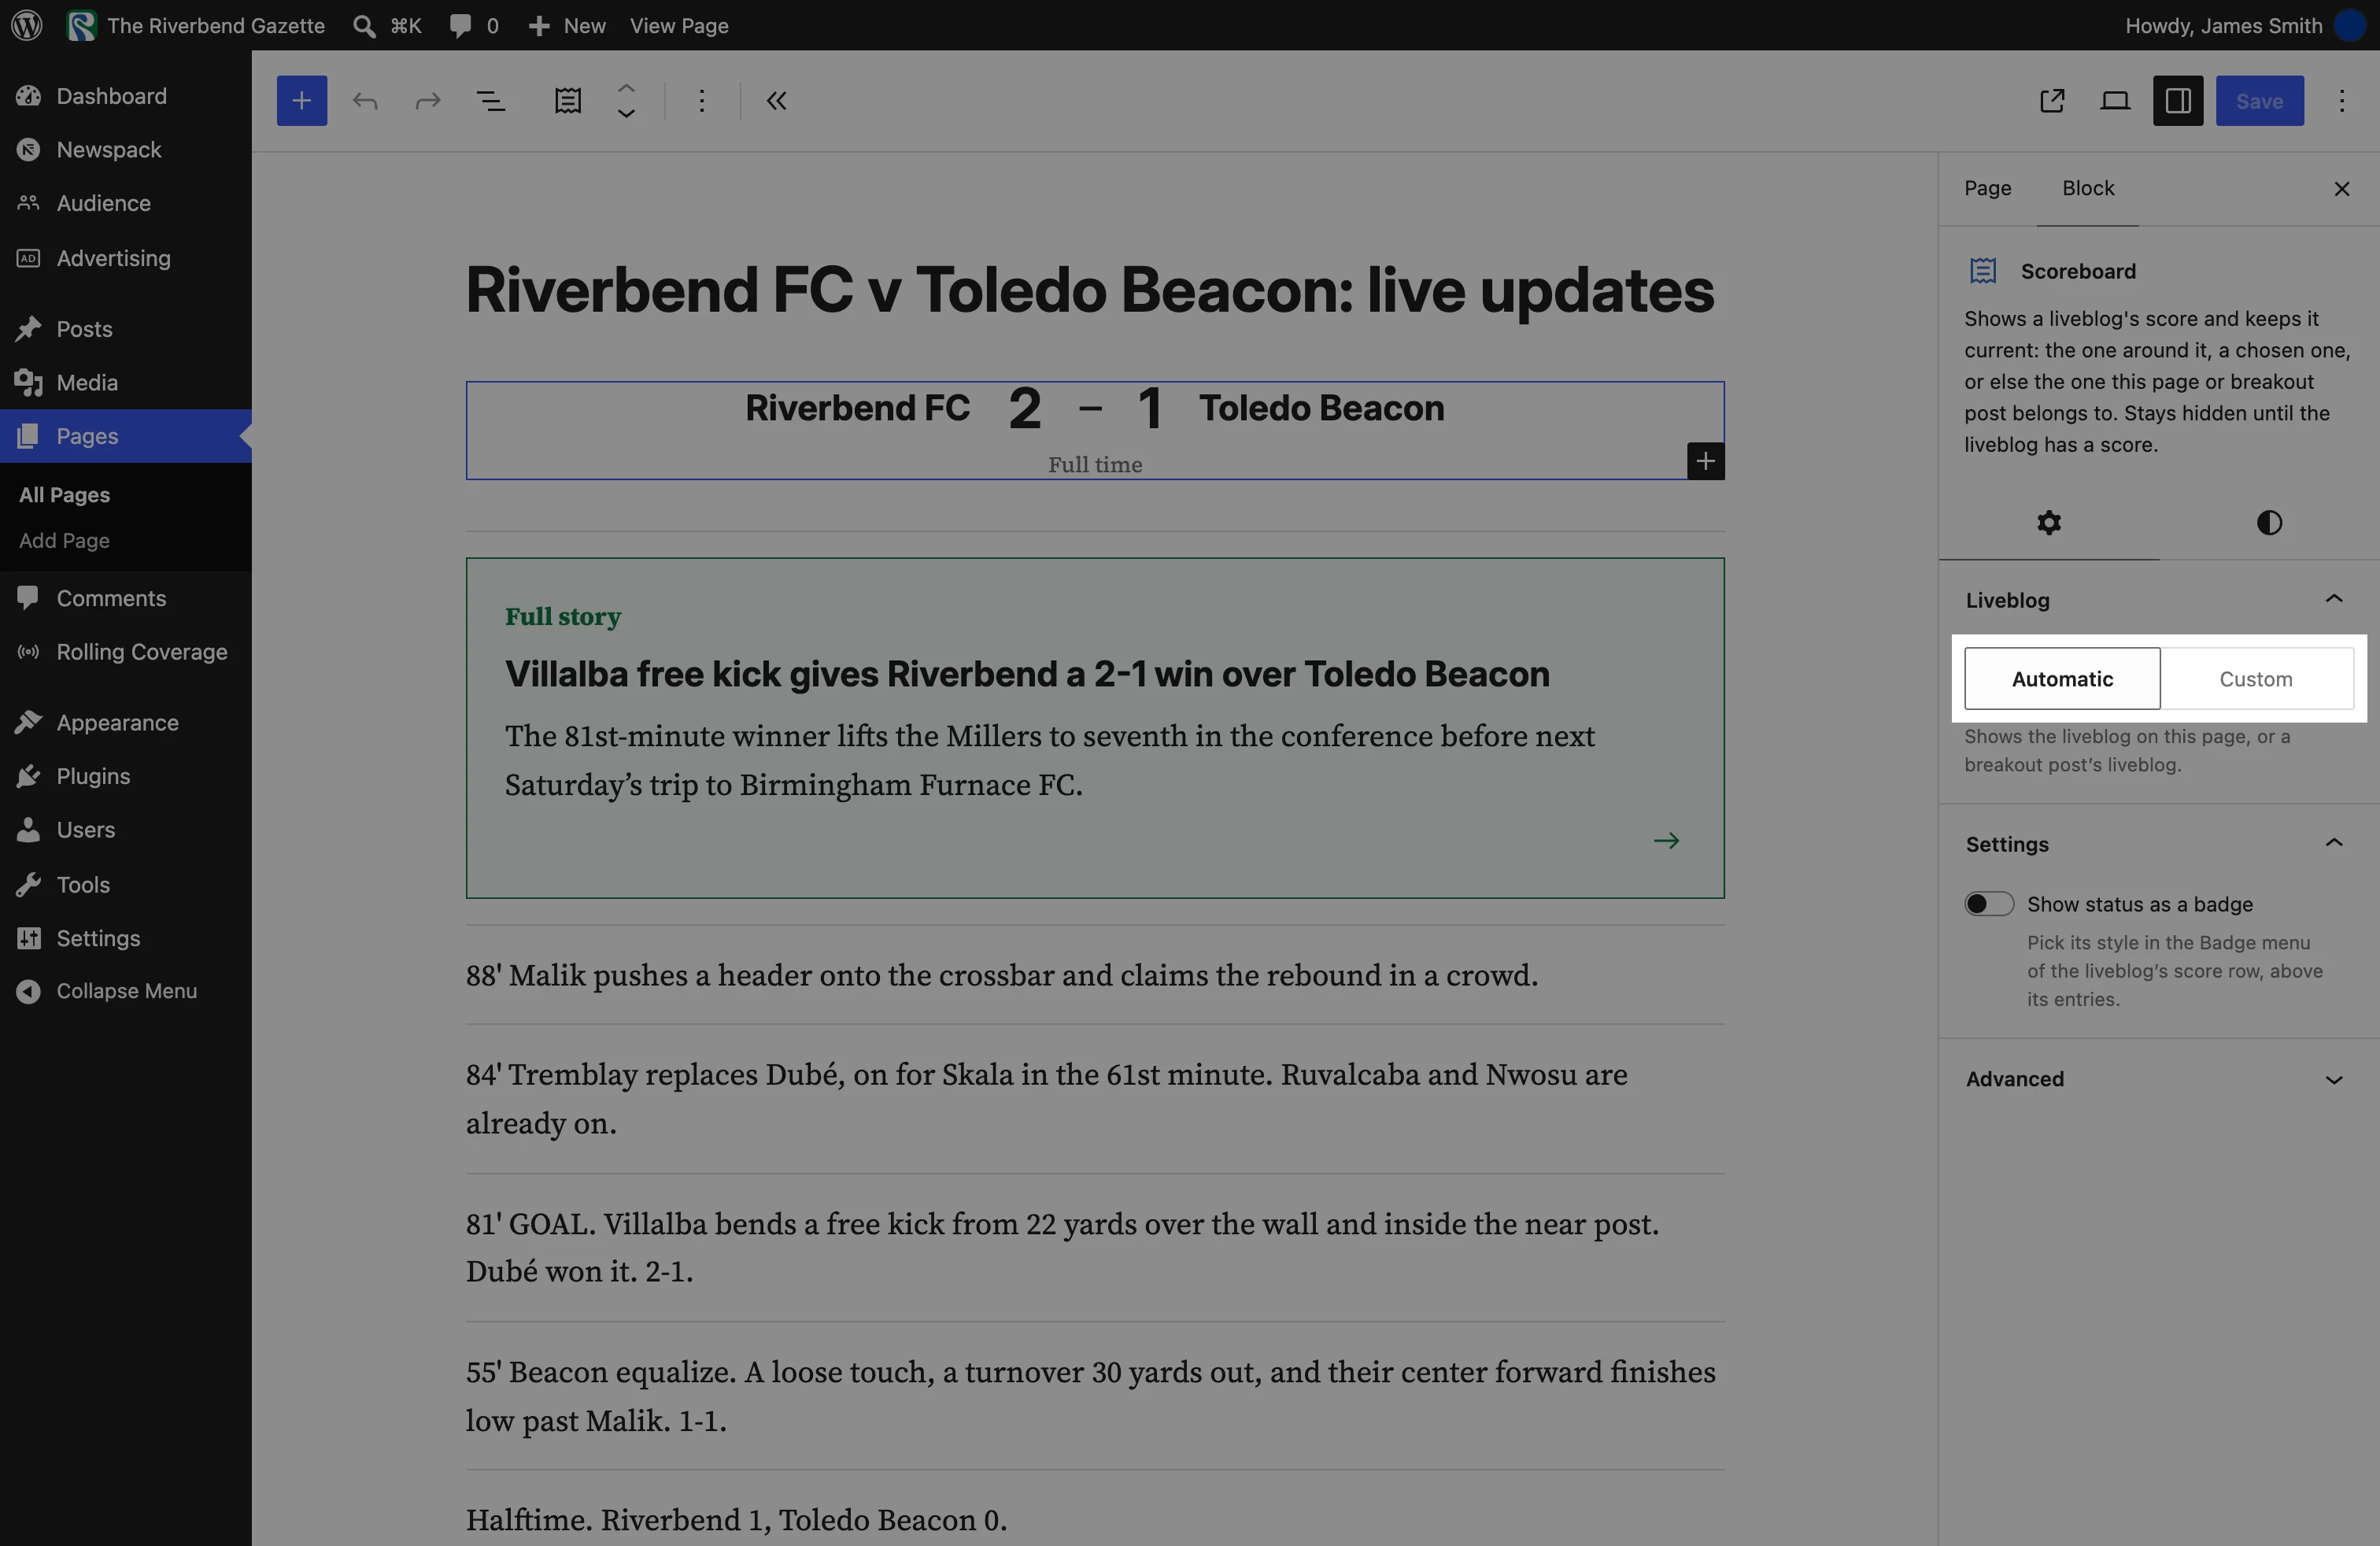 The Riverbend Gazette
⌘K
0
New
View Page
Howdy, James Smith
Dashboard
Newspack
Audience
AD
Advertising
Posts
Media
Pages
All Pages
Add Page
Comments
Rolling Coverage
Appearance
Plugins
Users
Tools
Settings
Collapse Menu
Save
Riverbend FC v Toledo Beacon: live updates
Riverbend FC 2 – 1 Toledo Beacon
Full time
Full story
Villalba free kick gives Riverbend a 2-1 win over Toledo Beacon
The 81st-minute winner lifts the Millers to seventh in the conference before next
Saturday’s trip to Birmingham Furnace FC.
→
88' Malik pushes a header onto the crossbar and claims the rebound in a crowd.
84' Tremblay replaces Dubé, on for Skala in the 61st minute. Ruvalcaba and Nwosu are
already on.
81' GOAL. Villalba bends a free kick from 22 yards over the wall and inside the near post.
Dubé won it. 2-1.
55' Beacon equalize. A loose touch, a turnover 30 yards out, and their center forward finishes
low past Malik. 1-1.
Halftime. Riverbend 1, Toledo Beacon 0.
Page
Block
Scoreboard
Shows a liveblog's score and keeps it
current: the one around it, a chosen one,
or else the one this page or breakout
post belongs to. Stays hidden until the
liveblog has a score.
Liveblog
Automatic
Custom
Shows the liveblog on this page, or a
breakout post’s liveblog.
Settings
Show status as a badge
Pick its style in the Badge menu
of the liveblog’s score row, above
its entries.
Advanced